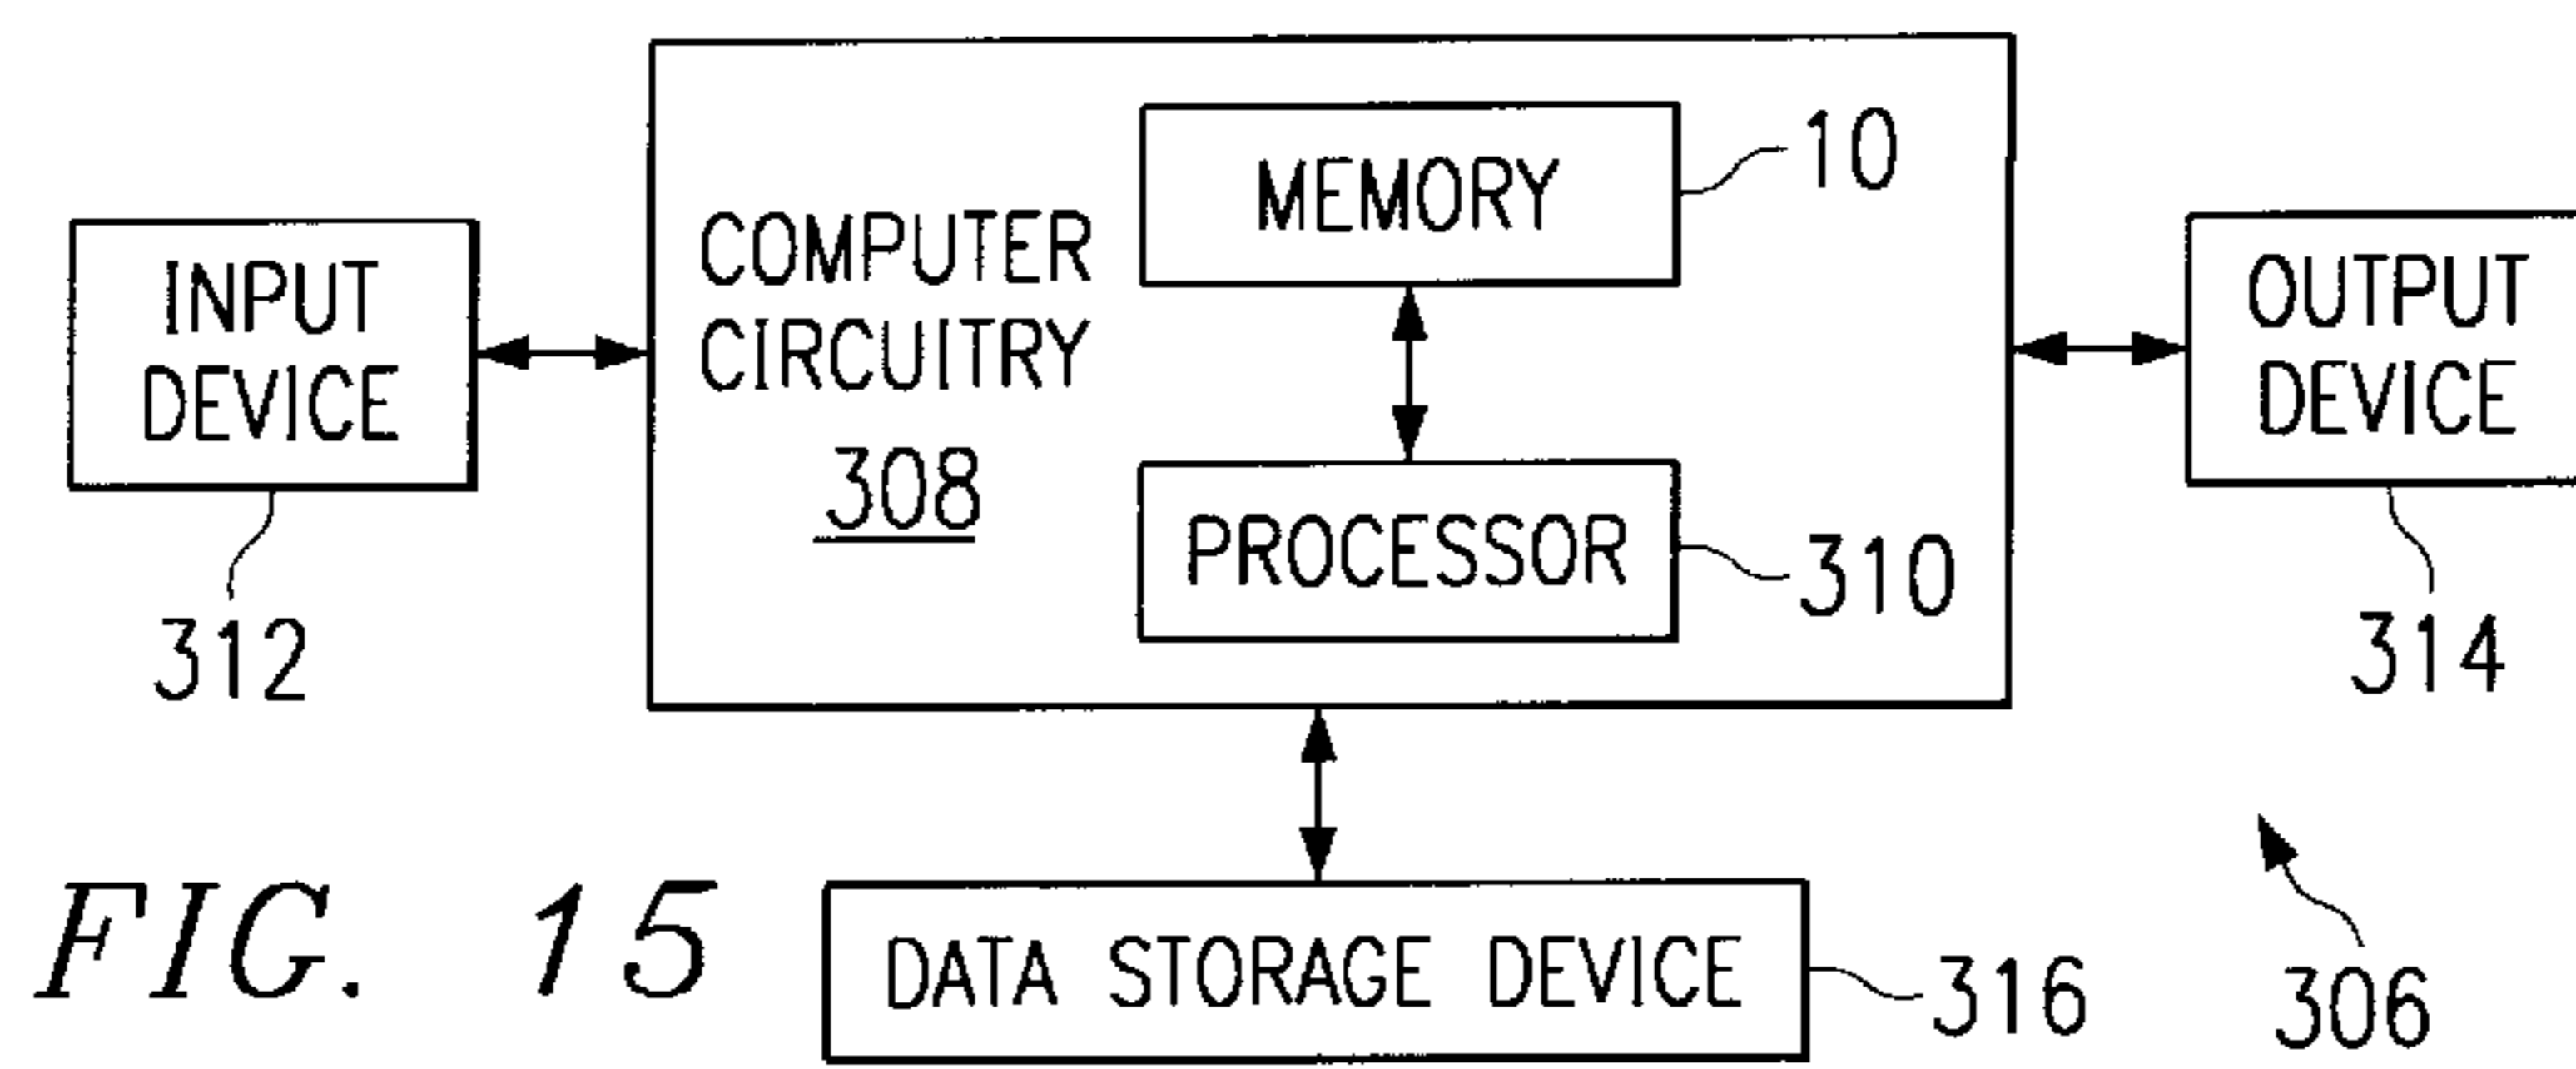 MEMORY
10
COMPUTER
CIRCUITRY
308
INPUT
DEVICE
312
PROCESSOR
310
OUTPUT
DEVICE
314
DATA STORAGE DEVICE
316
306
FIG. 15